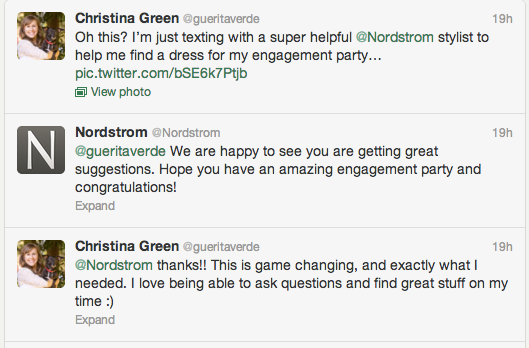 Christina Green @gueritaverde 19h
Oh this? I'm just texting with a super helpful @Nordstrom stylist to
help me find a dress for my engagement party…
pic.twitter.com/bSE6k7Ptjb
View photo
N
Nordstrom @Nordstrom 19h
@gueritaverde We are happy to see you are getting great
suggestions. Hope you have an amazing engagement party and
congratulations!
Expand
Christina Green @gueritaverde 19h
@Nordstrom thanks!! This is game changing, and exactly what I
needed. I love being able to ask questions and find great stuff on my
time :)
Expand